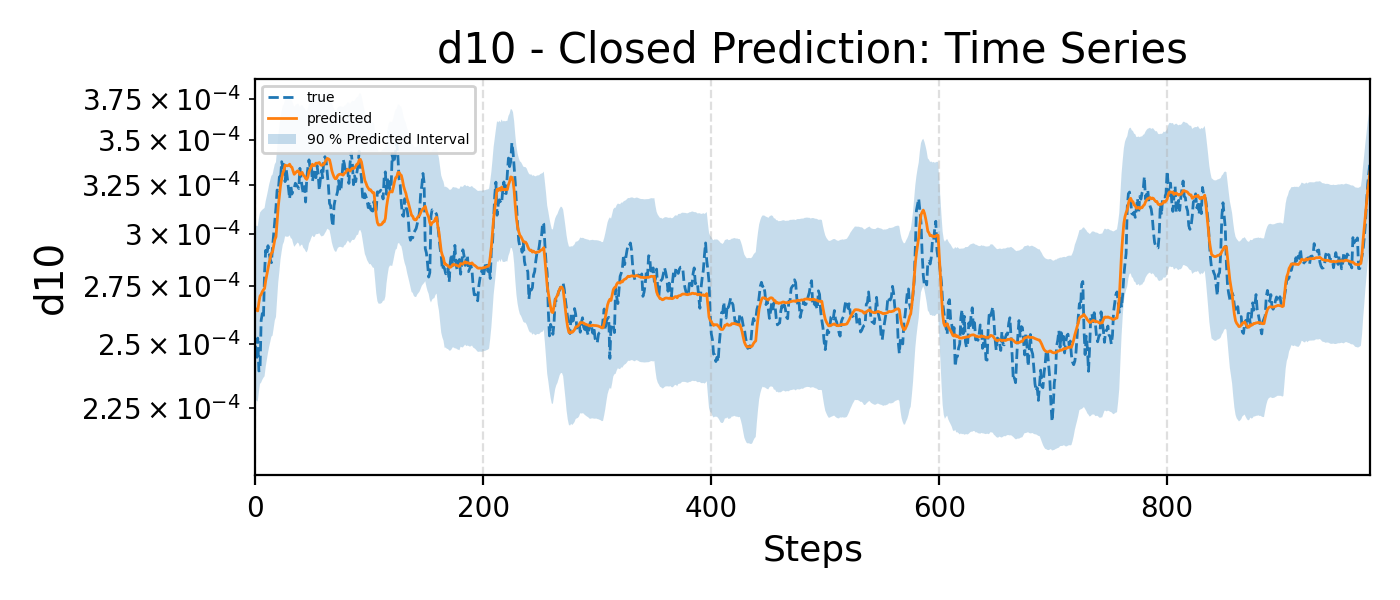 d10 - Closed Prediction: Time Series
3.75 × 10⁻⁴
3.5 × 10⁻⁴
3.25 × 10⁻⁴
3 × 10⁻⁴
2.75 × 10⁻⁴
2.5 × 10⁻⁴
2.25 × 10⁻⁴
d10
true
predicted
90 % Predicted Interval
0 200 400 600 800
Steps